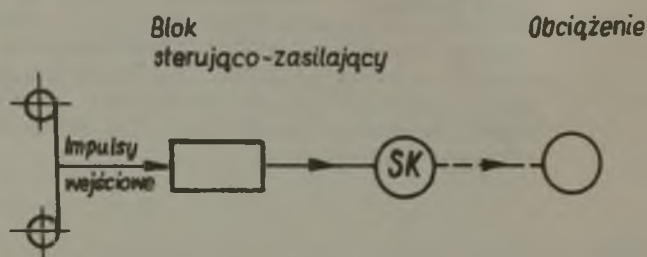 Blok
sterująco-zasilający
Obciążenie
Impulsy
wejściowe
SK